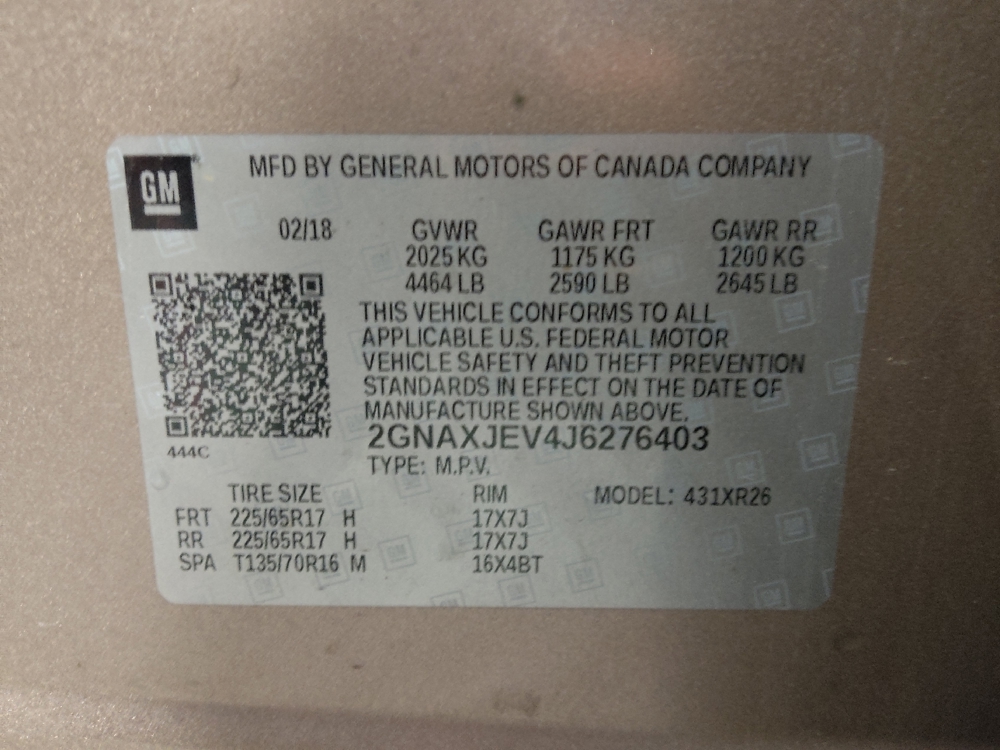 GM
MFD BY GENERAL MOTORS OF CANADA COMPANY
02/18 GVWR GAWR FRT GAWR RR
2025 KG 1175 KG 1200 KG
4464 LB 2590 LB 2645 LB
THIS VEHICLE CONFORMS TO ALL
APPLICABLE U.S. FEDERAL MOTOR
VEHICLE SAFETY AND THEFT PREVENTION
STANDARDS IN EFFECT ON THE DATE OF
MANUFACTURE SHOWN ABOVE.
2GNAXJEV4J6276403
444C
TYPE: M.P.V.
TIRE SIZE RIM MODEL: 431XR26
FRT 225/65R17 H 17X7J
RR 225/65R17 H 17X7J
SPA T135/70R16 M 16X4BT